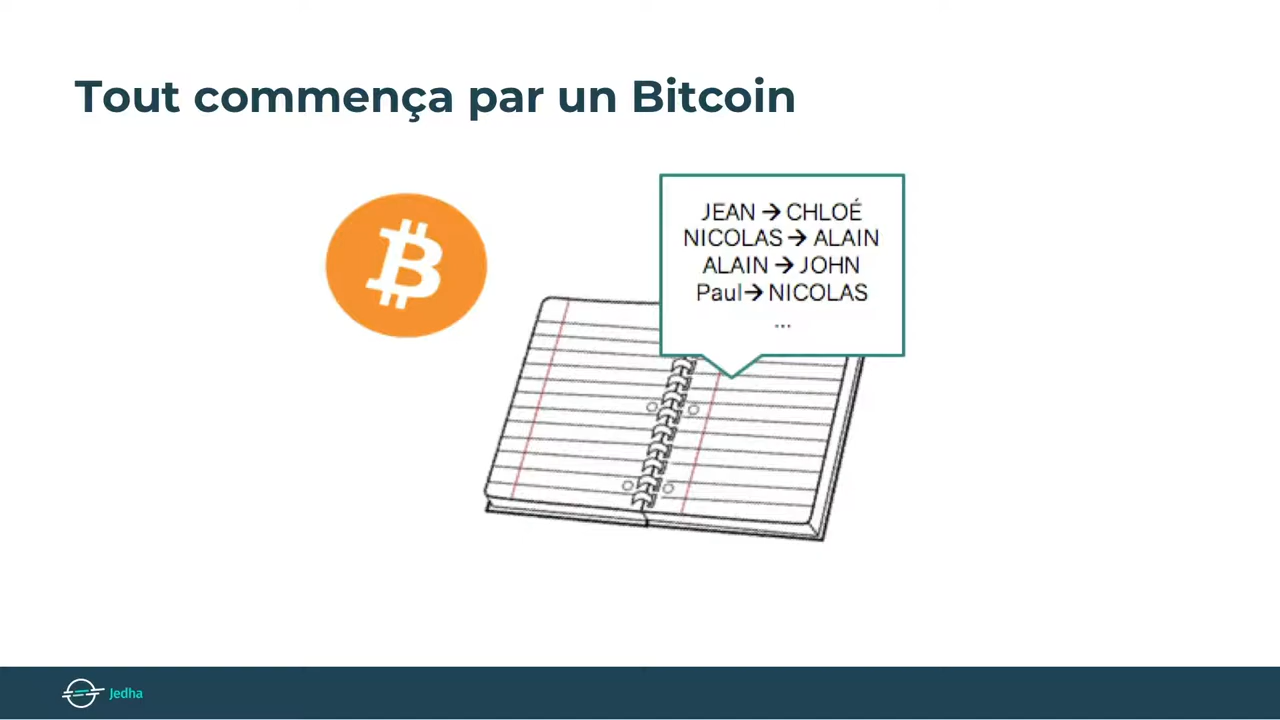 Tout commença par un Bitcoin
JEAN → CHLOÉ
NICOLAS → ALAIN
ALAIN → JOHN
Paul→ NICOLAS
...
Jedha